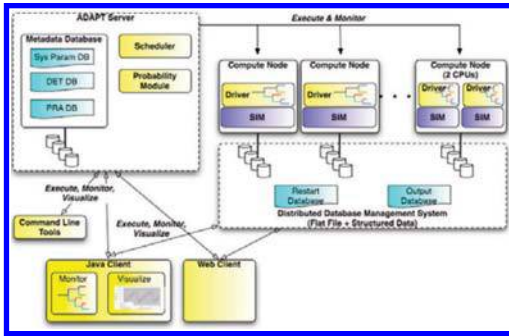 ADAPT Server
Execute & Monitor
Metadata Database
Sys Param DB
DET DB
PRA DB
Scheduler
Probability
Module
Compute Node
Driver
SIM
Compute Node
Driver
SIM
Compute Node
(2 CPUs)
Driver
Driver
SIM
SIM
Execute, Monitor,
Visualize
Restart
Database
Output
Database
Distributed Database Management System
(Flat File + Structured Data)
Command Line
Tools
Execute, Monitor,
Visualize
Java Client
Monitor
Visualize
Web Client